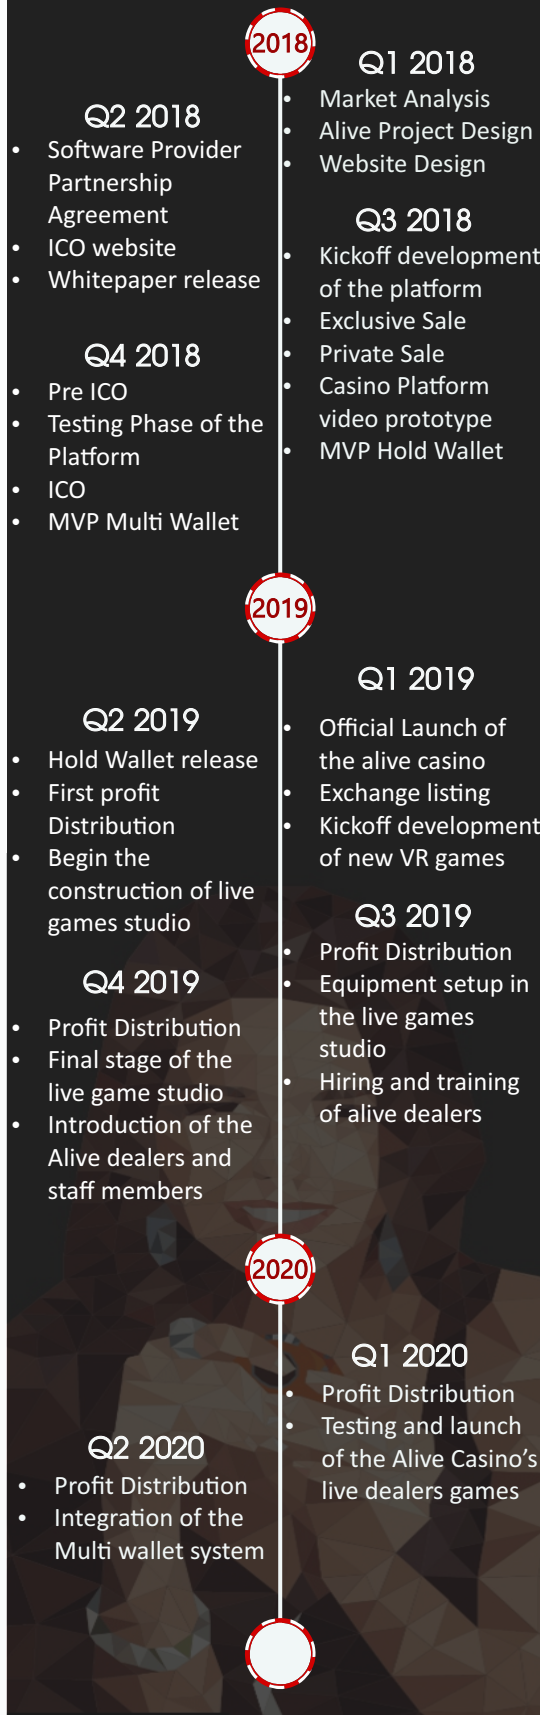 2018
Q1 2018
• Market Analysis
• Alive Project Design
• Website Design
Q2 2018
• Software Provider
Partnership
Agreement
• ICO website
• Whitepaper release
Q3 2018
• Kickoff development
of the platform
• Exclusive Sale
• Private Sale
• Casino Platform
video prototype
• MVP Hold Wallet
Q4 2018
• Pre ICO
• Testing Phase of the
Platform
• ICO
• MVP Multi Wallet
2019
Q1 2019
• Official Launch of
the alive casino
• Exchange listing
• Kickoff development
of new VR games
Q2 2019
• Hold Wallet release
• First profit
Distribution
• Begin the
construction of live
games studio
Q3 2019
• Profit Distribution
• Equipment setup in
the live games
studio
• Hiring and training
of alive dealers
Q4 2019
• Profit Distribution
• Final stage of the
live game studio
• Introduction of the
Alive dealers and
staff members
2020
Q1 2020
• Profit Distribution
• Testing and launch
of the Alive Casino’s
live dealers games
Q2 2020
• Profit Distribution
• Integration of the
Multi wallet system